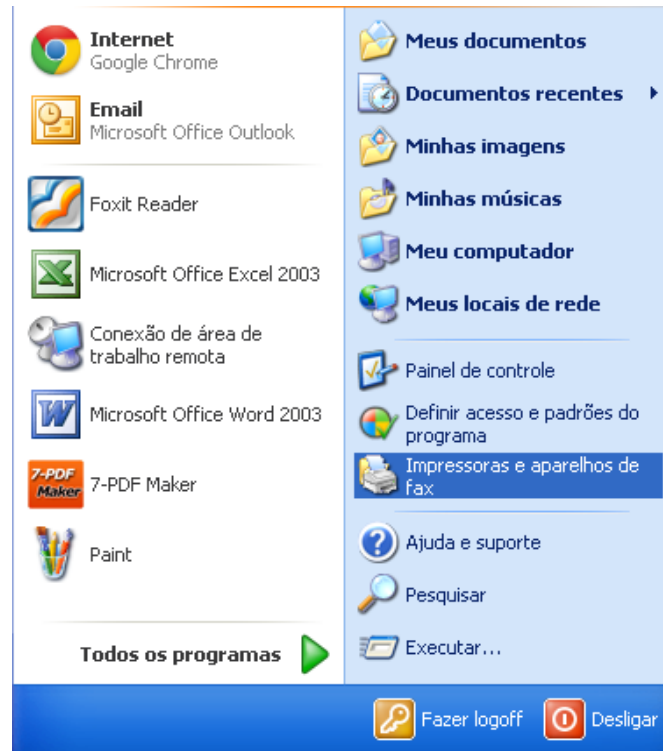 Internet
Google Chrome
Email
Microsoft Office Outlook
Foxit Reader
Microsoft Office Excel 2003
Conexão de área de
trabalho remota
Microsoft Office Word 2003
7-PDF
Maker
7-PDF Maker
Paint
Todos os programas
Meus documentos
Documentos recentes
Minhas imagens
Minhas músicas
Meu computador
Meus locais de rede
Painel de controle
Definir acesso e padrões do
programa
Impressoras e aparelhos de
fax
Ajuda e suporte
Pesquisar
Executar...
Fazer logoff
Desligar